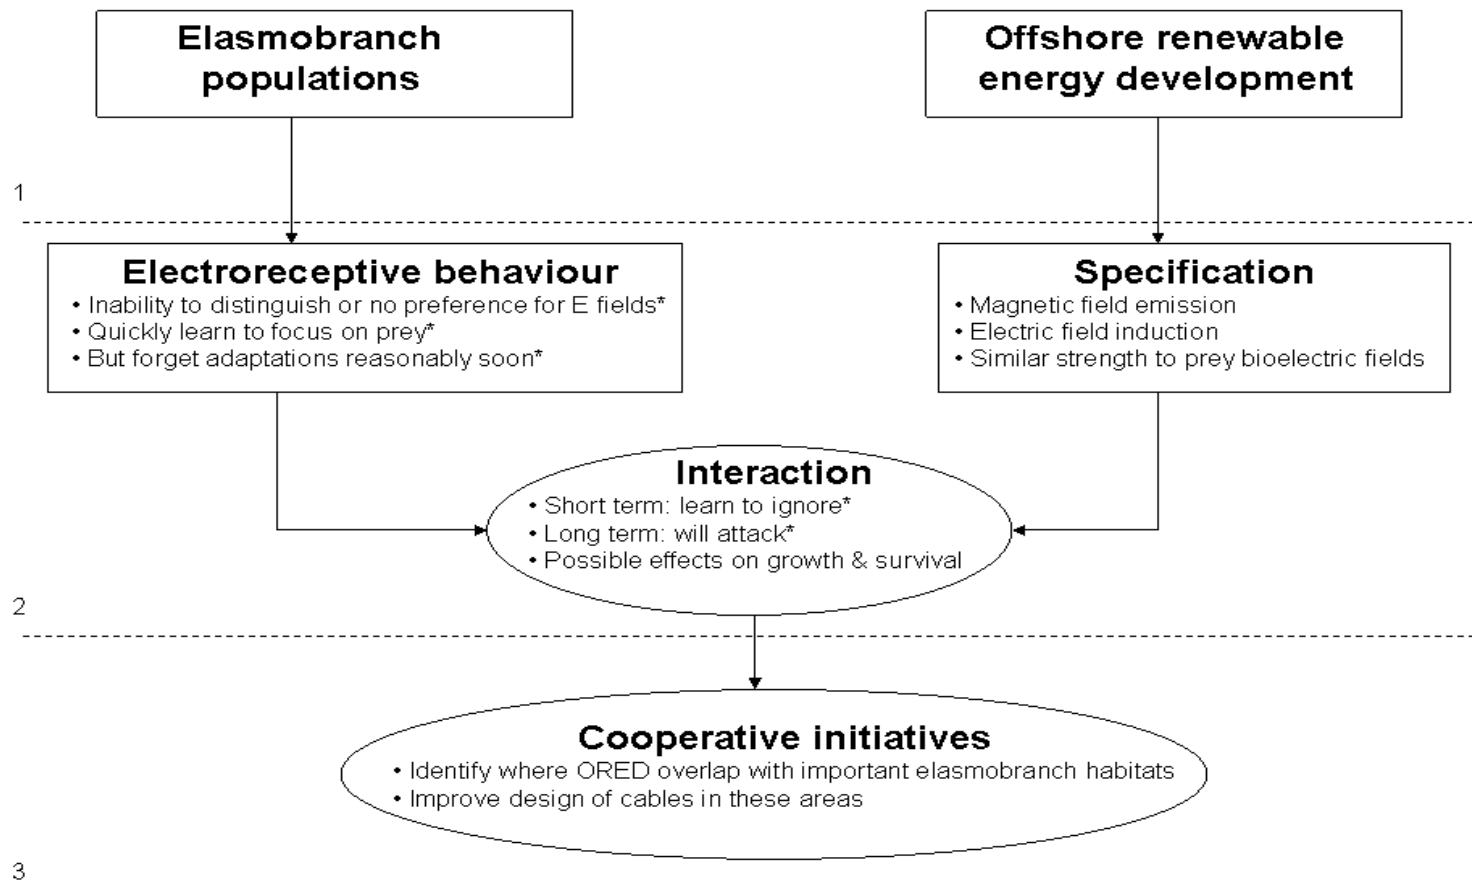 Elasmobranch
populations
Offshore renewable
energy development
1
Electroreceptive behaviour
• Inability to distinguish or no preference for E fields*
• Quickly learn to focus on prey*
• But forget adaptations reasonably soon*
Specification
• Magnetic field emission
• Electric field induction
• Similar strength to prey bioelectric fields
Interaction
• Short term: learn to ignore*
• Long term: will attack*
• Possible effects on growth & survival
2
Cooperative initiatives
• Identify where ORED overlap with important elasmobranch habitats
• Improve design of cables in these areas
3